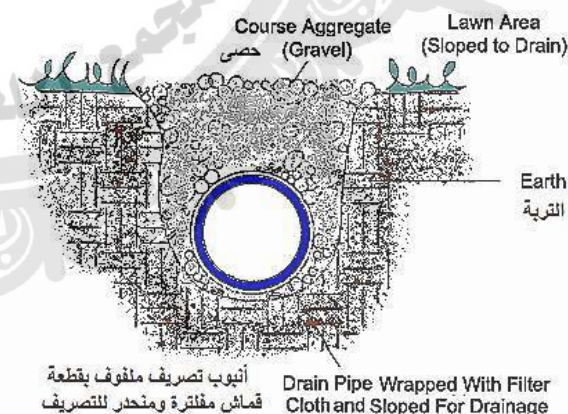 Course Aggregate
(Gravel)
حصى
Lawn Area
(Sloped to Drain)
Earth
التربة
أنبوب تصريف ملفوف بقطعة
قماش مفلترة ومنحدر للتصريف
Drain Pipe Wrapped With Filter
Cloth and Sloped For Drainage